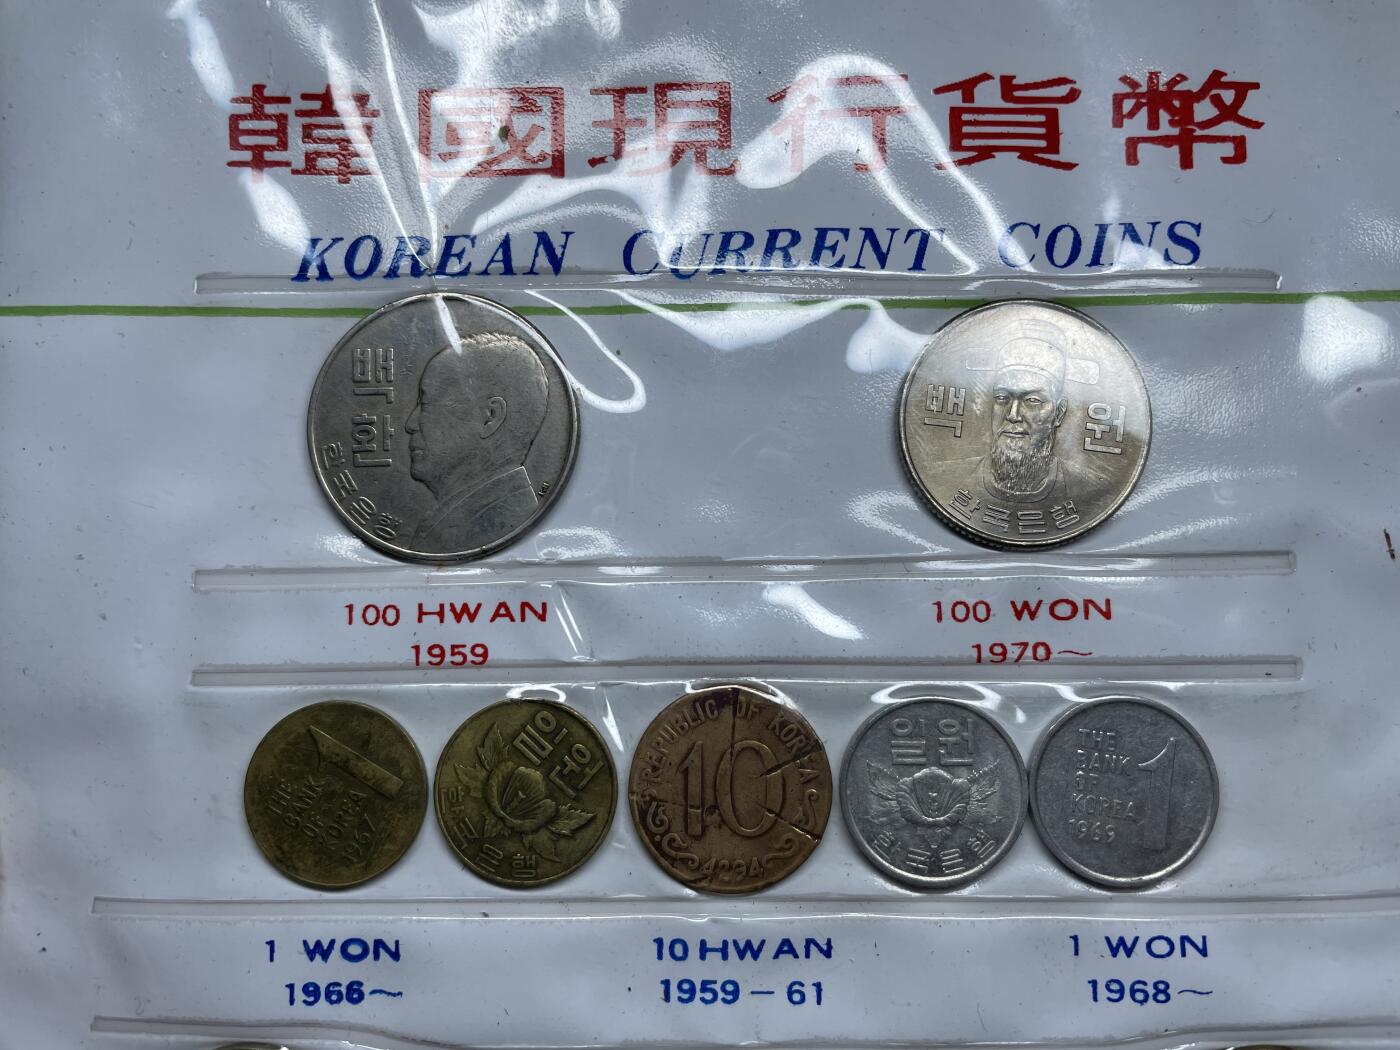 韓國現行貨幣
KOREAN CURRENT COINS
백환
한국은행
백원
한국은행
100 HWAN
1959
100 WON
1970~
1
THE
BANK
OF
KOREA
1967
일원
한국은행
REPUBLIC OF KOREA
10
4294
일원
한국은행
THE
BANK
OF
KOREA
1969
1
1 WON
1966~
10 HWAN
1959-61
1 WON
1968~